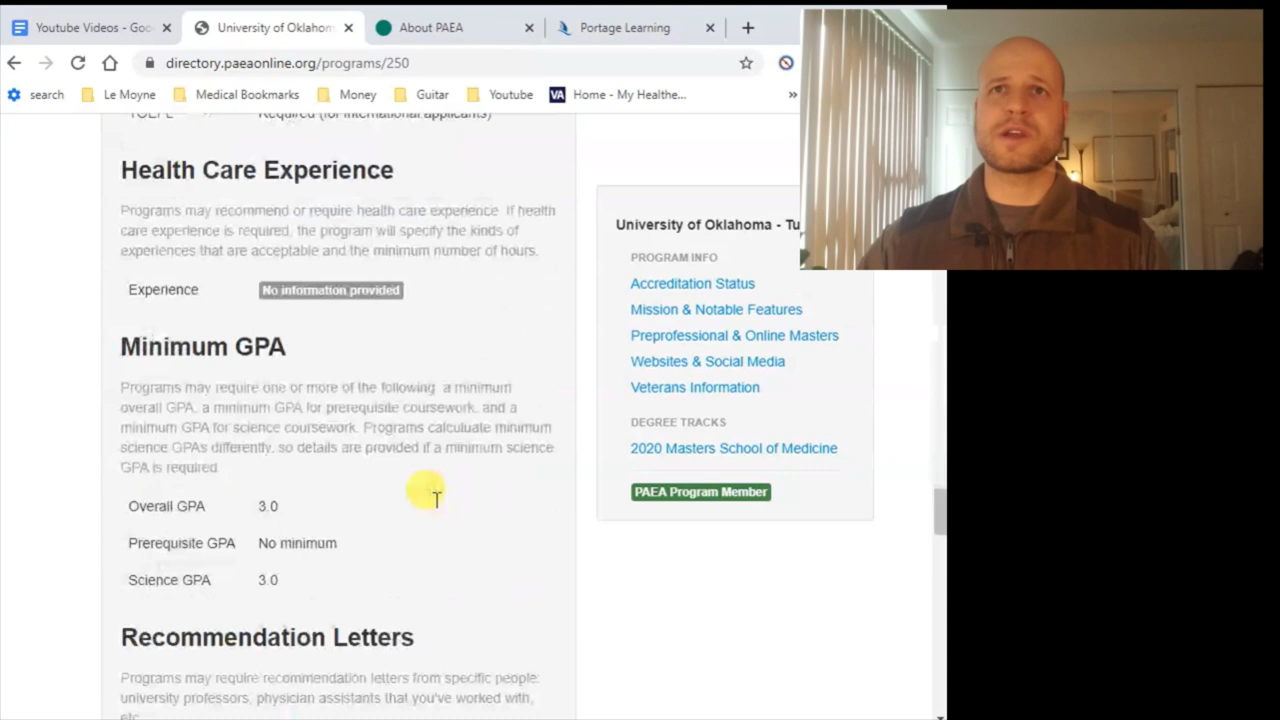 Youtube Videos - Goo
University of Oklahom
About PAEA
Portage Learning
directory.paeaonline.org/programs/250
search
Le Moyne
Medical Bookmarks
Money
Guitar
Youtube
VA
Home - My Healthe...
»
Required (for international applicants)
Health Care Experience
Programs may recommend or require health care experience. If health
care experience is required, the program will specify the kinds of
experiences that are acceptable and the minimum number of hours.
Experience No information provided
Minimum GPA
Programs may require one or more of the following: a minimum
overall GPA, a minimum GPA for prerequisite coursework, and a
minimum GPA for science coursework. Programs calculuate minimum
science GPAs differently, so details are provided if a minimum science
GPA is required.
Overall GPA 3.0
Prerequisite GPA No minimum
Science GPA 3.0
Recommendation Letters
Programs may require recommendation letters from specific people:
university professors, physician assistants that you've worked with,
etc.
University of Oklahoma - Tu
PROGRAM INFO
Accreditation Status
Mission & Notable Features
Preprofessional & Online Masters
Websites & Social Media
Veterans Information
DEGREE TRACKS
2020 Masters School of Medicine
PAEA Program Member